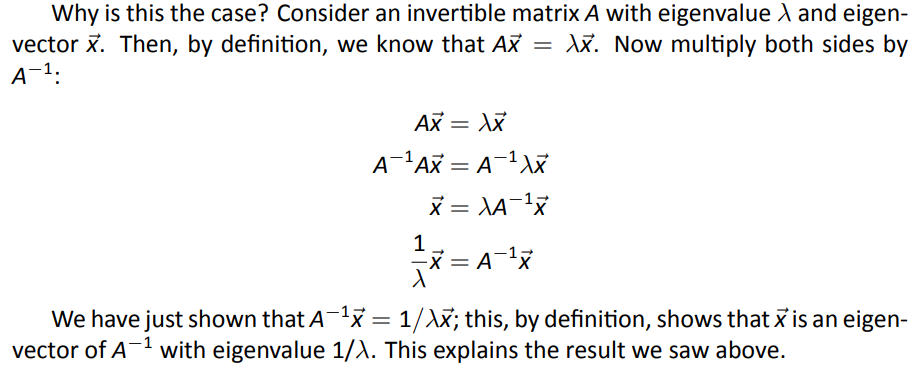 Why is this the case? Consider an invertible matrix A with eigenvalue λ and eigen-
vector x⃗. Then, by definition, we know that Ax⃗ = λx⃗. Now multiply both sides by
A⁻¹:
Ax⃗ = λx⃗
A⁻¹Ax⃗ = A⁻¹λx⃗
x⃗ = λA⁻¹x⃗
1/λ x⃗ = A⁻¹x⃗
We have just shown that A⁻¹x⃗ = 1/λx⃗; this, by definition, shows that x⃗ is an eigen-
vector of A⁻¹ with eigenvalue 1/λ. This explains the result we saw above.